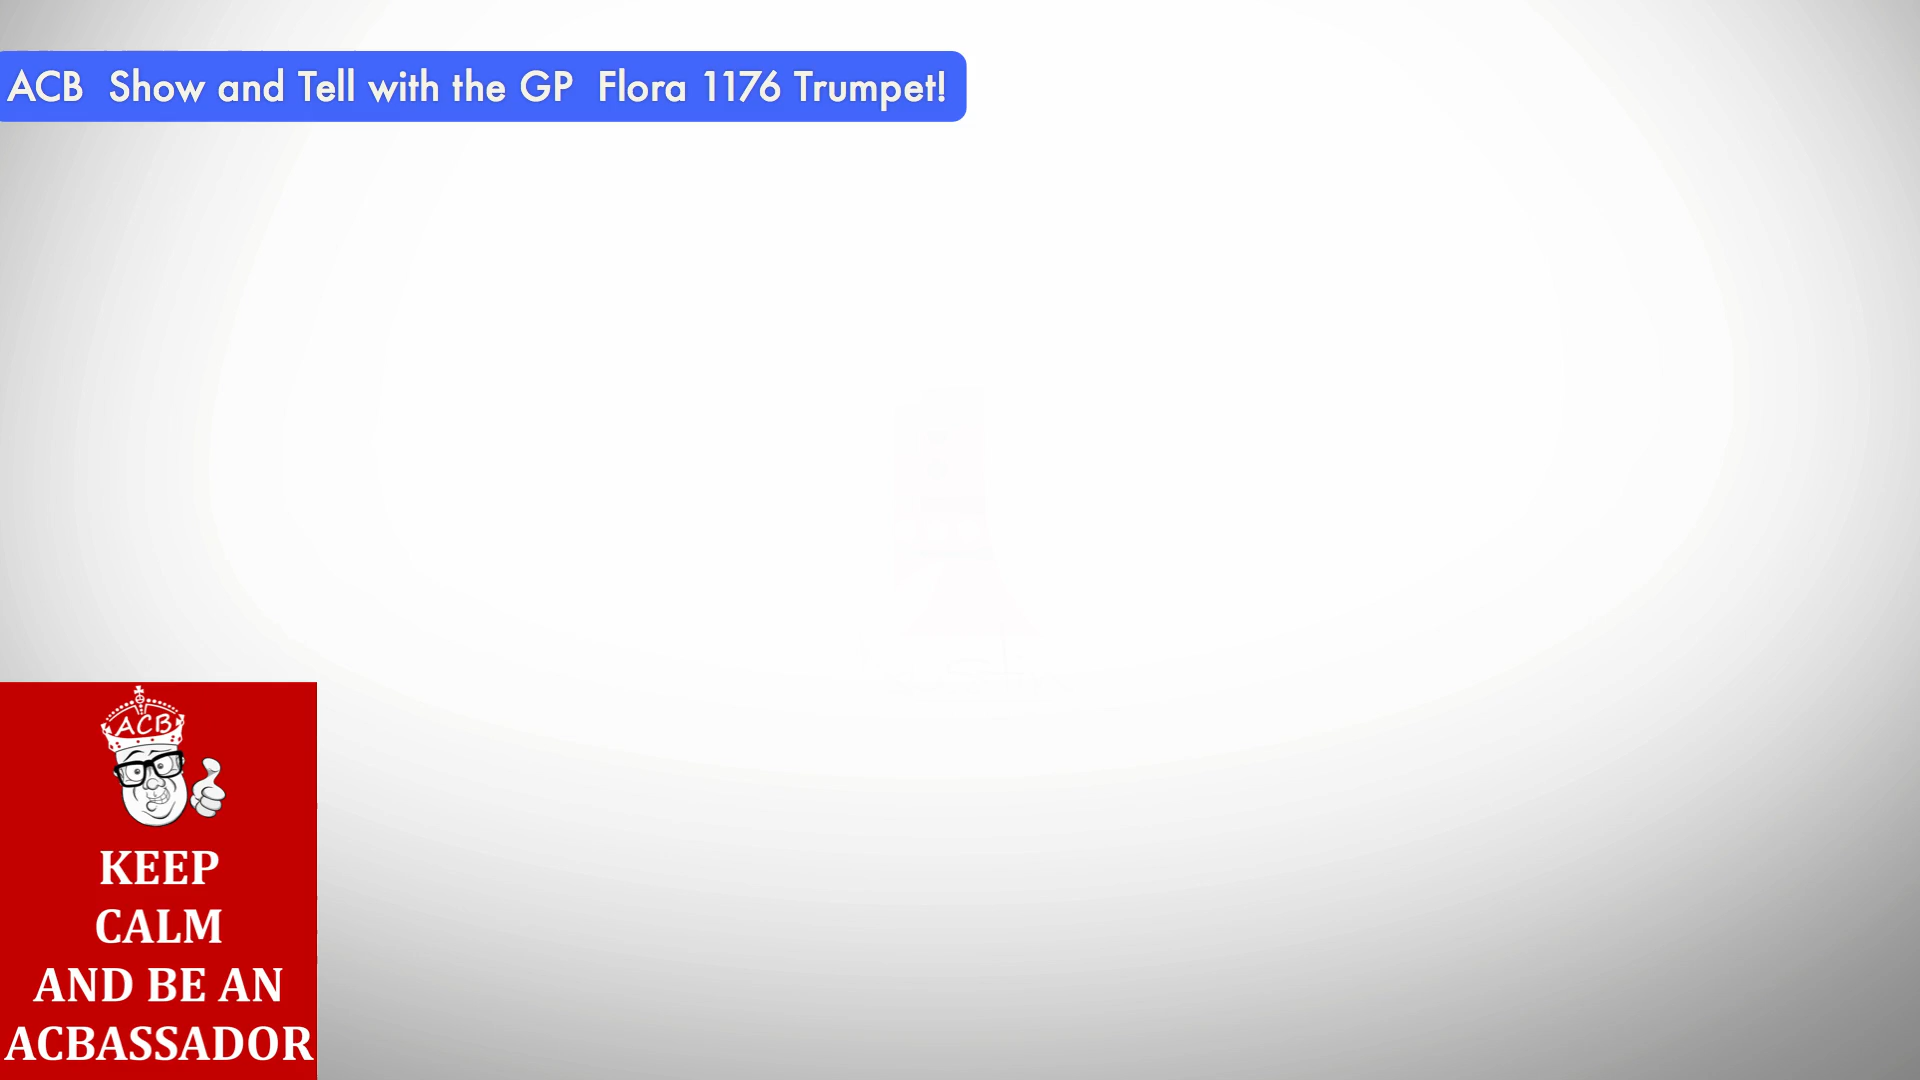 ACB Show and Tell with the GP Flora 1176 Trumpet!
ACB
KEEP
CALM
AND BE AN
ACBASSADOR